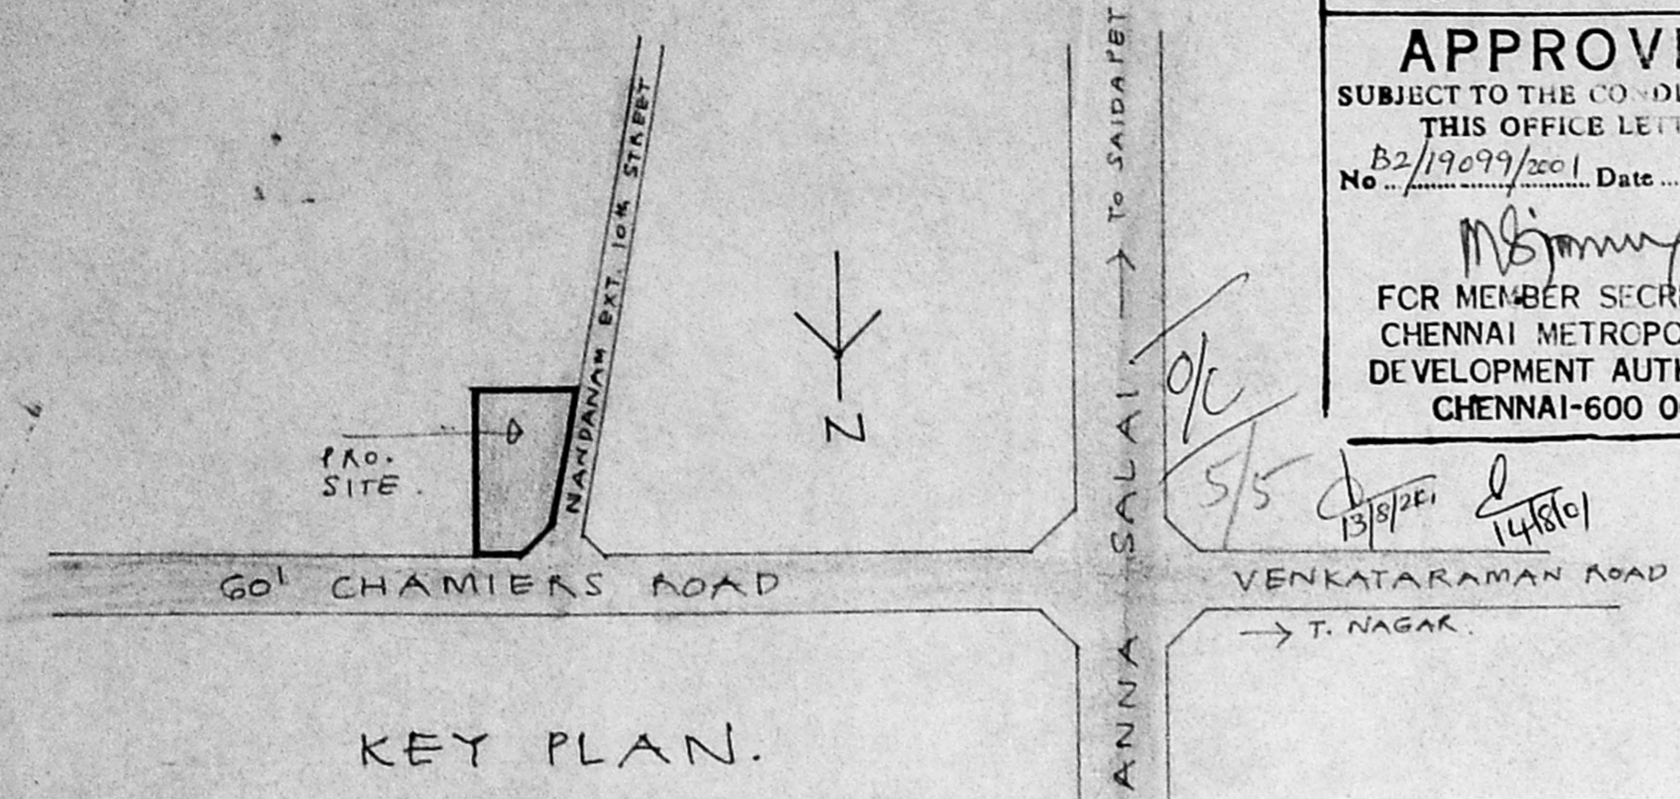 To SAIDAPET
NANDANAM EXT. 10th STREET
N
PRO.
SITE.
60' CHAMIERS ROAD
ANNA SALAI
VENKATARAMAN ROAD
T. NAGAR.
KEY PLAN.
APPROV
SUBJECT TO THE CONDI
THIS OFFICE LETT
No B2/19099/2001 Date
FOR MEMBER SECR
CHENNAI METROPO
DEVELOPMENT AUTH
CHENNAI-600 0
O/C
5/5
13/8/2k1
14/8/01